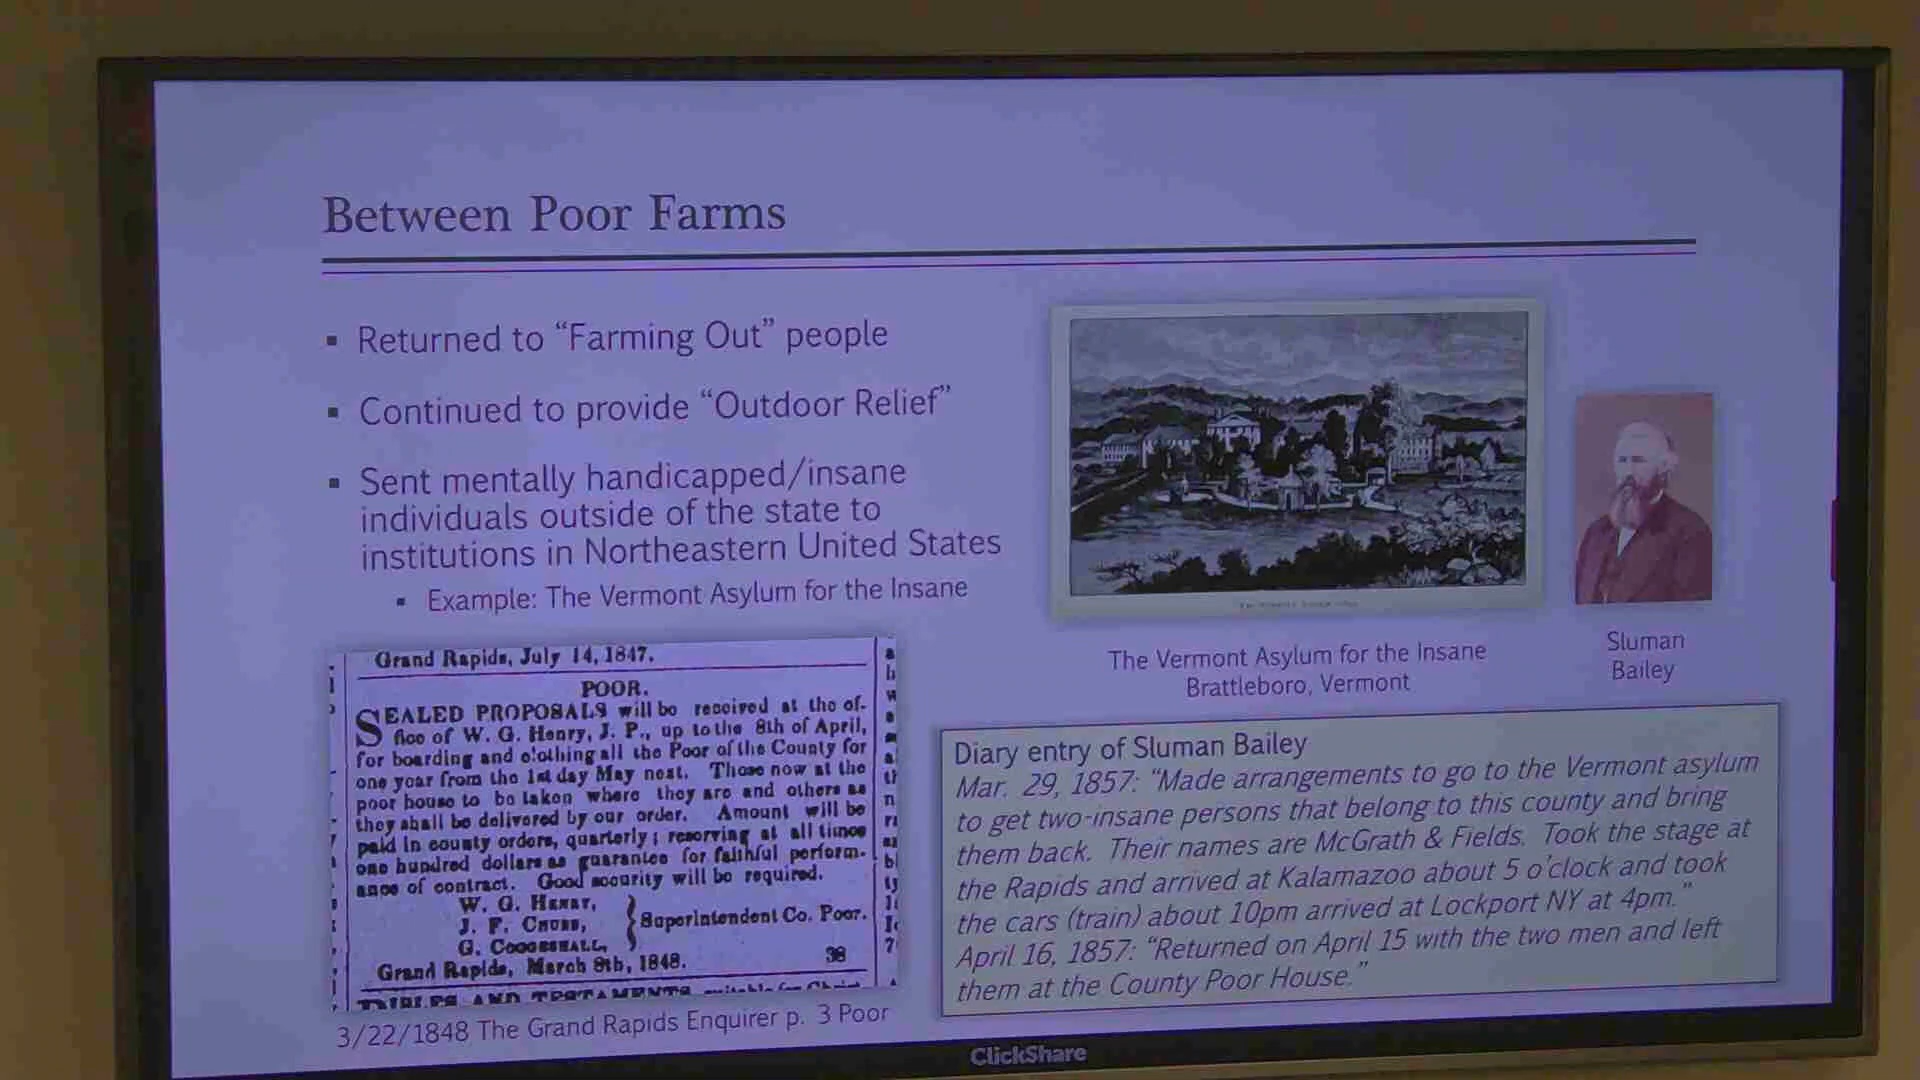 Between Poor Farms
▪ Returned to “Farming Out” people
▪ Continued to provide “Outdoor Relief”
▪ Sent mentally handicapped/insane
individuals outside of the state to
institutions in Northeastern United States
▪ Example: The Vermont Asylum for the Insane
Grand Rapids, July 14, 1847.
POOR.
SEALED PROPOSALS will be received at the of-
fice of W. G. Henry, J. P., up to the 8th of April,
for boarding and clothing all the Poor of the County for
one year from the 1st day May next. Those now at the
poor house to be taken where they are and others as
they shall be delivered by our order. Amount will be
paid in county orders, quarterly; reserving at all times
one hundred dollars as guarantee for faithful perform-
ance of contract. Good security will be required.
W. G. HENRY,
J. F. CHUBB,
G. COGGESHALL,
Superintendent Co. Poor.
Grand Rapids, March 8th, 1848. 38
BIBLES AND TESTAMENTS
3/22/1848 The Grand Rapids Enquirer p. 3 Poor
The Vermont Asylum for the Insane
Brattleboro, Vermont
Sluman
Bailey
Diary entry of Sluman Bailey
Mar. 29, 1857: “Made arrangements to go to the Vermont asylum
to get two-insane persons that belong to this county and bring
them back. Their names are McGrath & Fields. Took the stage at
the Rapids and arrived at Kalamazoo about 5 o’clock and took
the cars (train) about 10pm arrived at Lockport NY at 4pm.”
April 16, 1857: “Returned on April 15 with the two men and left
them at the County Poor House.”
ClickShare